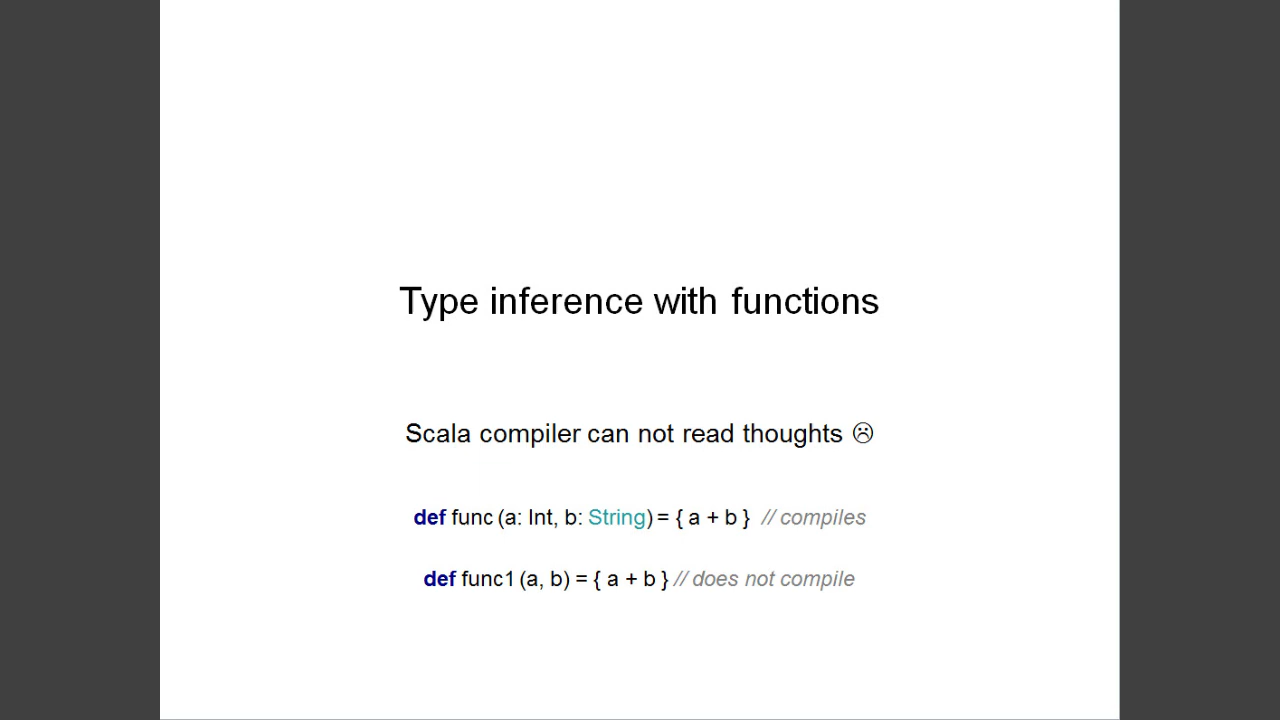 Type inference with functions
Scala compiler can not read thoughts ☹
def func (a: Int, b: String) = { a + b }  // compiles
def func1 (a, b) = { a + b } // does not compile